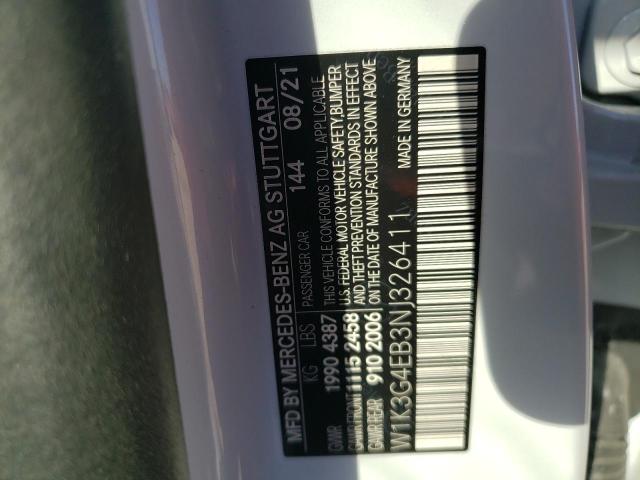 MFD BY MERCEDES-BENZ AG STUTTGART
144 08/21
KG LBS PASSENGER CAR
GVWR 1990 4387 THIS VEHICLE CONFORMS TO ALL APPLICABLE
U.S. FEDERAL MOTOR VEHICLE SAFETY,BUMPER
GAWR FRONT 1115 2458 AND THEFT PREVENTION STANDARDS IN EFFECT
GAWR REAR 910 2006 ON THE DATE OF MANUFACTURE SHOWN ABOVE
W1K3G4EB3NJ326411 MADE IN GERMANY